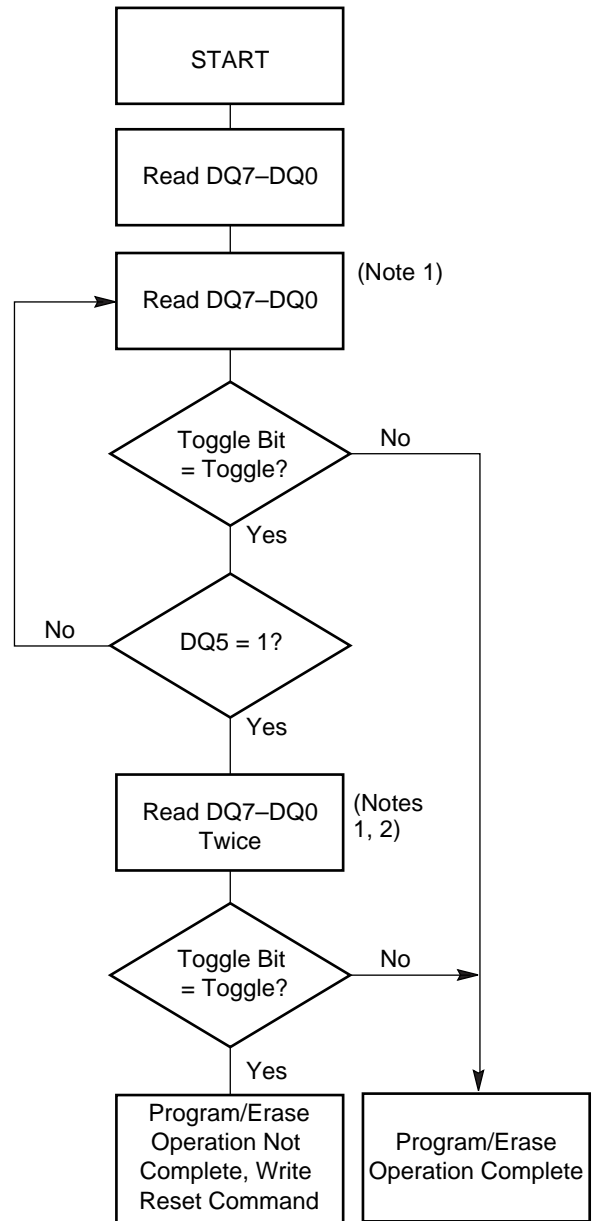 START
Read DQ7–DQ0
Read DQ7–DQ0
(Note 1)
Toggle Bit
= Toggle?
No
Yes
DQ5 = 1?
No
Yes
Read DQ7–DQ0
Twice
(Notes
1, 2)
Toggle Bit
= Toggle?
No
Yes
Program/Erase
Operation Not
Complete, Write
Reset Command
Program/Erase
Operation Complete